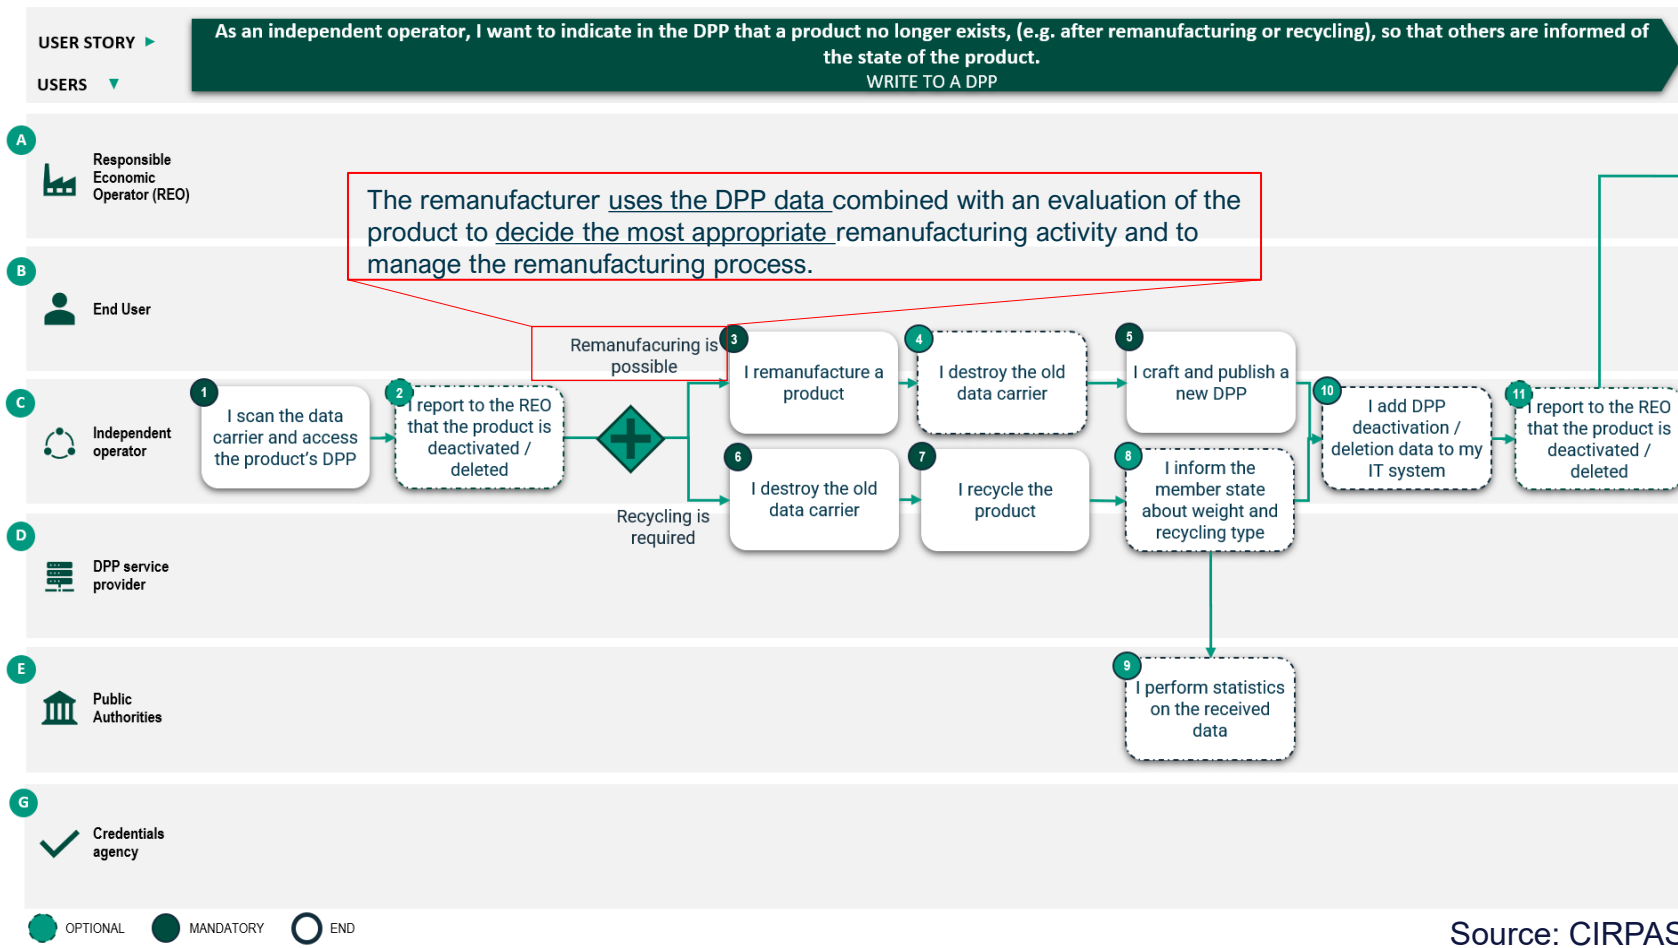 USER STORY
As an independent operator, I want to indicate in the DPP that a product no longer exists, (e.g. after remanufacturing or recycling), so that others are informed of
the state of the product.
WRITE TO A DPP
USERS
A
Responsible
Economic
Operator (REO)
The remanufacturer uses the DPP data combined with an evaluation of the
product to decide the most appropriate remanufacturing activity and to
manage the remanufacturing process.
B
End User
C
Independent
operator
1
I scan the data
carrier and access
the product's DPP
2
I report to the REO
that the product is
deactivated /
deleted
Remanufacuring is
possible
3
I remanufacture a
product
4
I destroy the old
data carrier
5
I craft and publish a
new DPP
Recycling is
required
6
I destroy the old
data carrier
7
I recycle the
product
8
I inform the
member state
about weight and
recycling type
10
I add DPP
deactivation /
deletion data to my
IT system
11
I report to the REO
that the product is
deactivated /
deleted
D
DPP service
provider
E
Public
Authorities
9
I perform statistics
on the received
data
G
Credentials
agency
OPTIONAL
MANDATORY
END
Source: CIRPAS